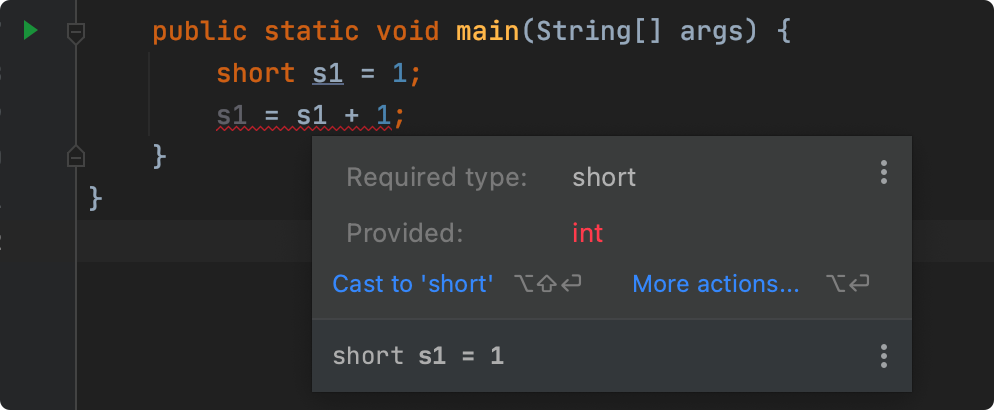 public static void main(String[] args) {
short s1 = 1;
s1 = s1 + 1;
}
}
Required type: short
Provided: int
Cast to 'short' ⌥⇧⏎ More actions... ⌥⏎
short s1 = 1